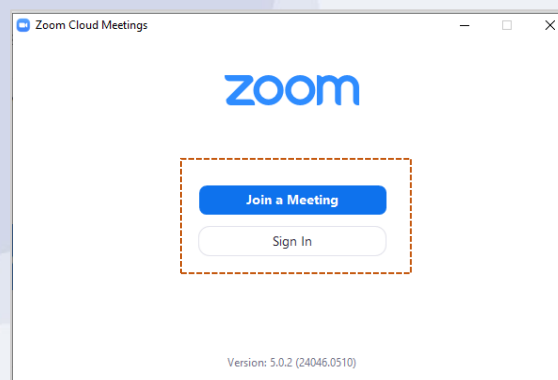 Zoom Cloud Meetings
zoom
Join a Meeting
Sign In
Version: 5.0.2 (24046.0510)